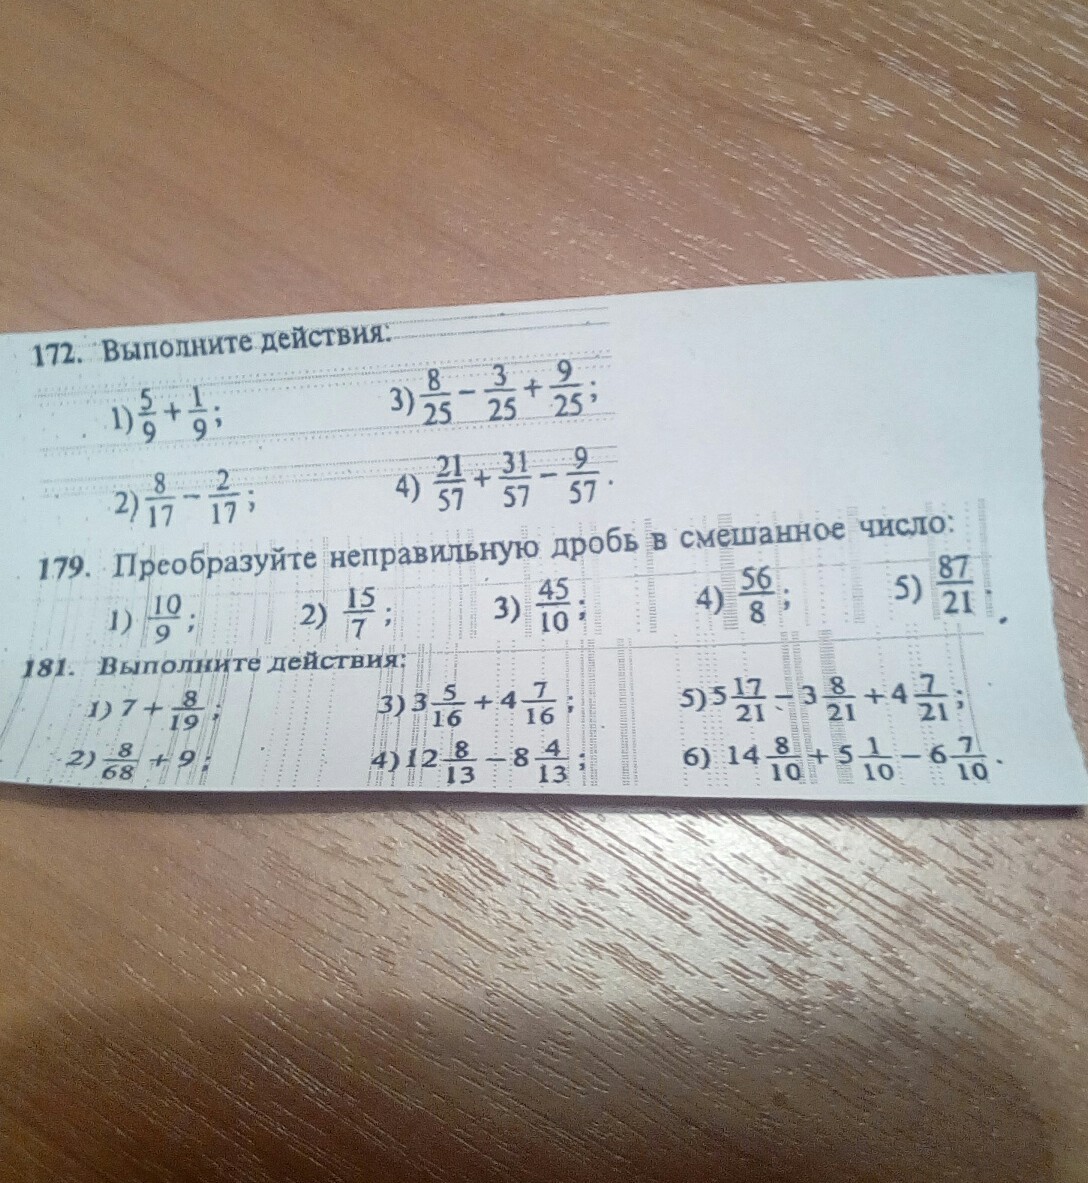 172. Выполните действия:
1) 5/9 + 1/9; 3) 8/25 − 3/25 + 9/25;
2) 8/17 − 2/17; 4) 21/57 + 31/57 − 9/57.
179. Преобразуйте неправильную дробь в смешанное число:
1) 10/9; 2) 15/7; 3) 45/10; 4) 56/8; 5) 87/21.
181. Выполните действия:
1) 7 + 8/19; 3) 3 5/16 + 4 7/16; 5) 5 17/21 − 3 8/21 + 4 7/21;
2) 8/68 + 9; 4) 12 8/13 − 8 4/13; 6) 14 8/10 + 5 1/10 − 6 7/10.